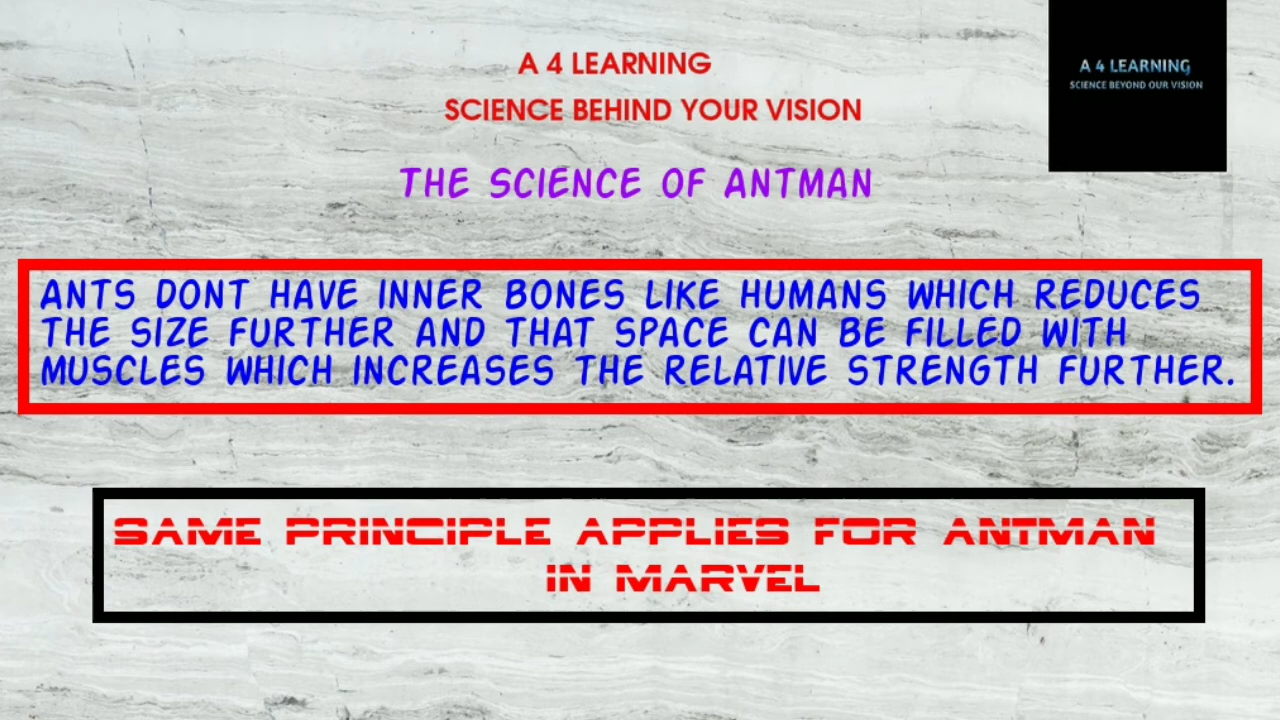 A 4 LEARNING
SCIENCE BEHIND YOUR VISION
A 4 LEARNING
SCIENCE BEYOND OUR VISION
THE SCIENCE OF ANTMAN
ANTS DONT HAVE INNER BONES LIKE HUMANS WHICH REDUCES
THE SIZE FURTHER AND THAT SPACE CAN BE FILLED WITH
MUSCLES WHICH INCREASES THE RELATIVE STRENGTH FURTHER.
SAME PRINCIPLE APPLIES FOR ANTMAN
IN MARVEL